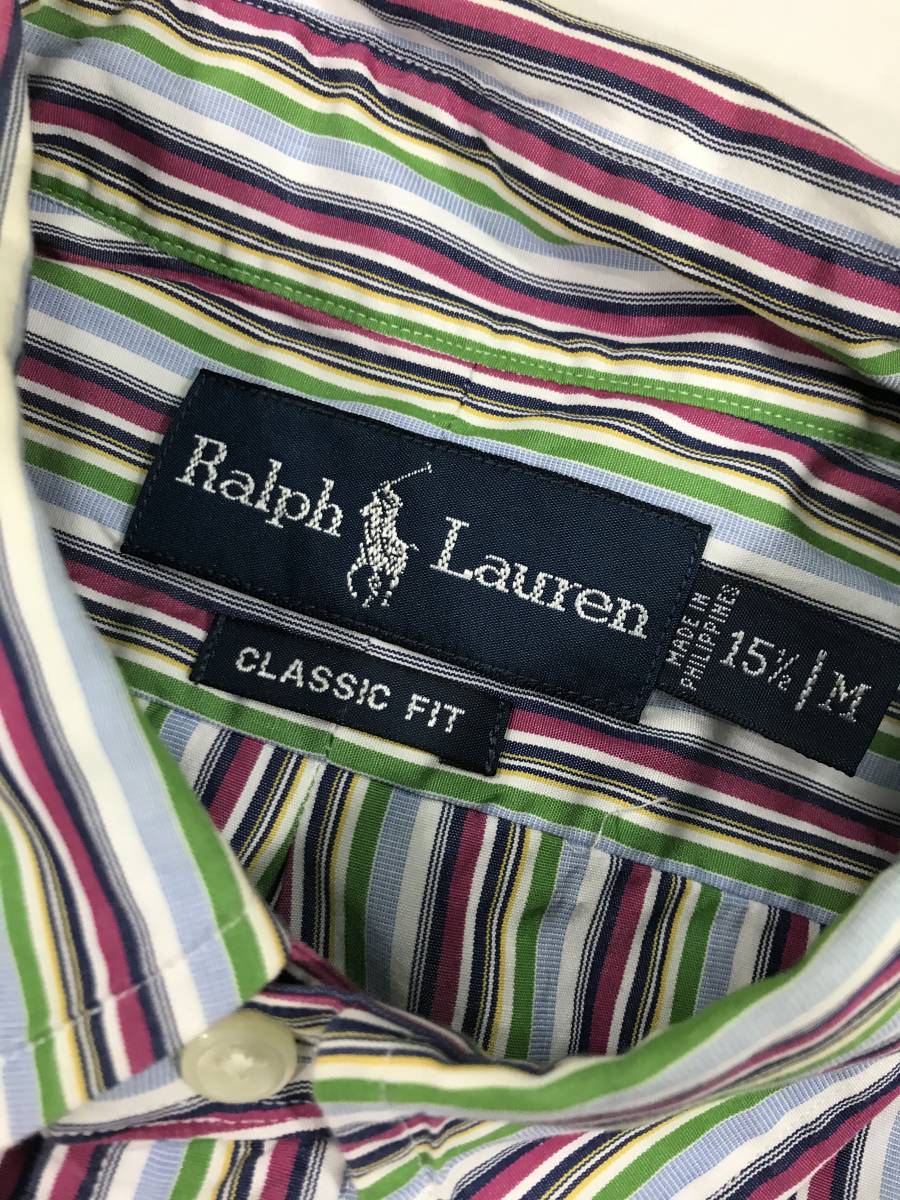 Ralph Lauren
CLASSIC FIT
MADE IN
PHILIPPINES
15½ / M